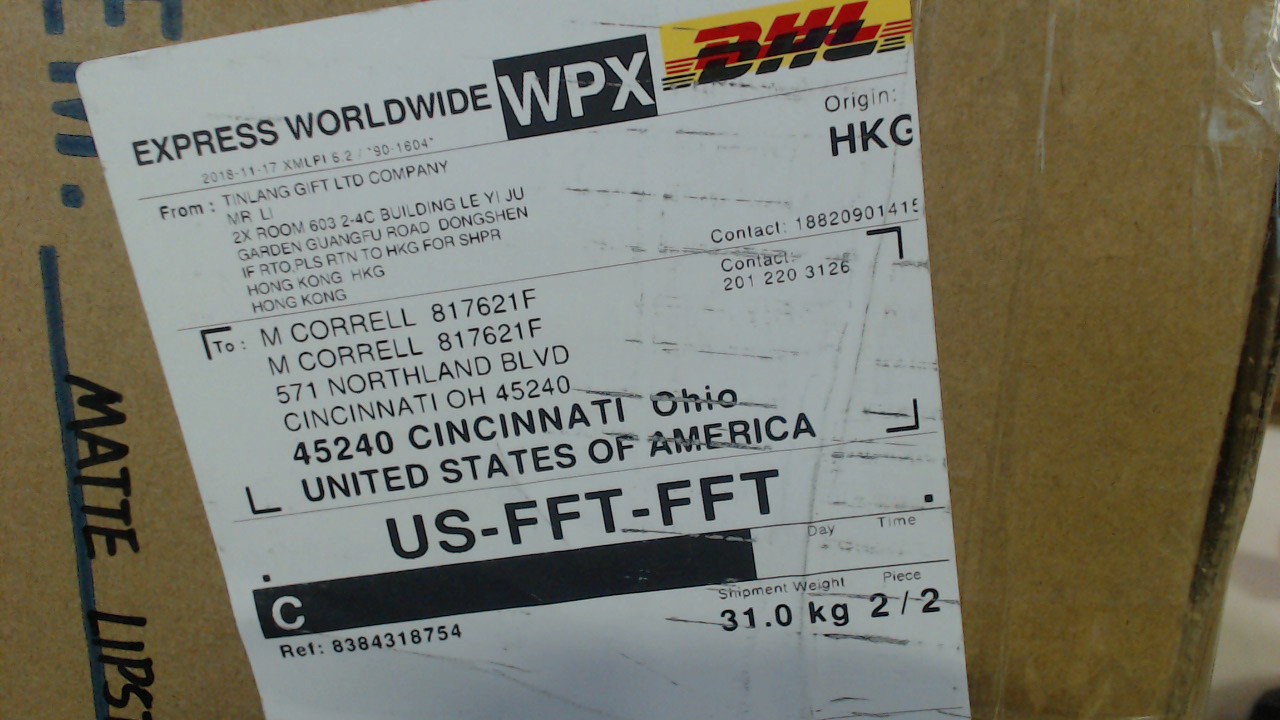 EXPRESS WORLDWIDE WPX DHL
2018-11-17 XMLPI 6.2 / *90-1604*
Origin:
HKG
From : TINLANG GIFT LTD COMPANY
MR LI
2X ROOM 603 2-4C BUILDING LE YI JU
GARDEN GUANGFU ROAD DONGSHEN
IF RTO,PLS RTN TO HKG FOR SHPR
HONG KONG HKG
HONG KONG
Contact: 18820901415
Contact:
201 220 3126
To : M CORRELL 817621F
M CORRELL 817621F
571 NORTHLAND BLVD
CINCINNATI OH 45240
45240 CINCINNATI Ohio
UNITED STATES OF AMERICA
US-FFT-FFT
Day Time
C
Ref: 8384318754
Shipment Weight Piece
31.0 kg 2 / 2
MATTE LIPST